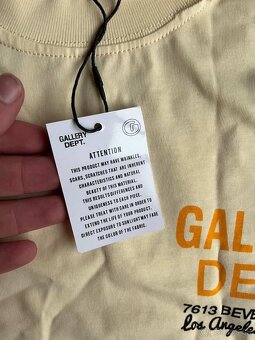 GALLERY
DEPT.
ATTENTION
THIS PRODUCT MAY HAVE WRINKLES,
SCARS, SCRATCHES THAT ARE INHERENT
CHARACTERISTICS AND NATURAL
BEAUTY OF THIS MATERIAL.
THIS RESULTS DIFFERENCES AND
UNIQUENESS TO EACH PIECE.
PLEASE TREAT WITH CARE IN ORDER TO
EXTEND THE LIFE OF YOUR PRODUCT.
DIRECT EXPOSURE TO SUNLIGHT MAY FADE
THE COLOR OF THE FABRIC.
GAL
DE
7613 BEVE
Los Angeles